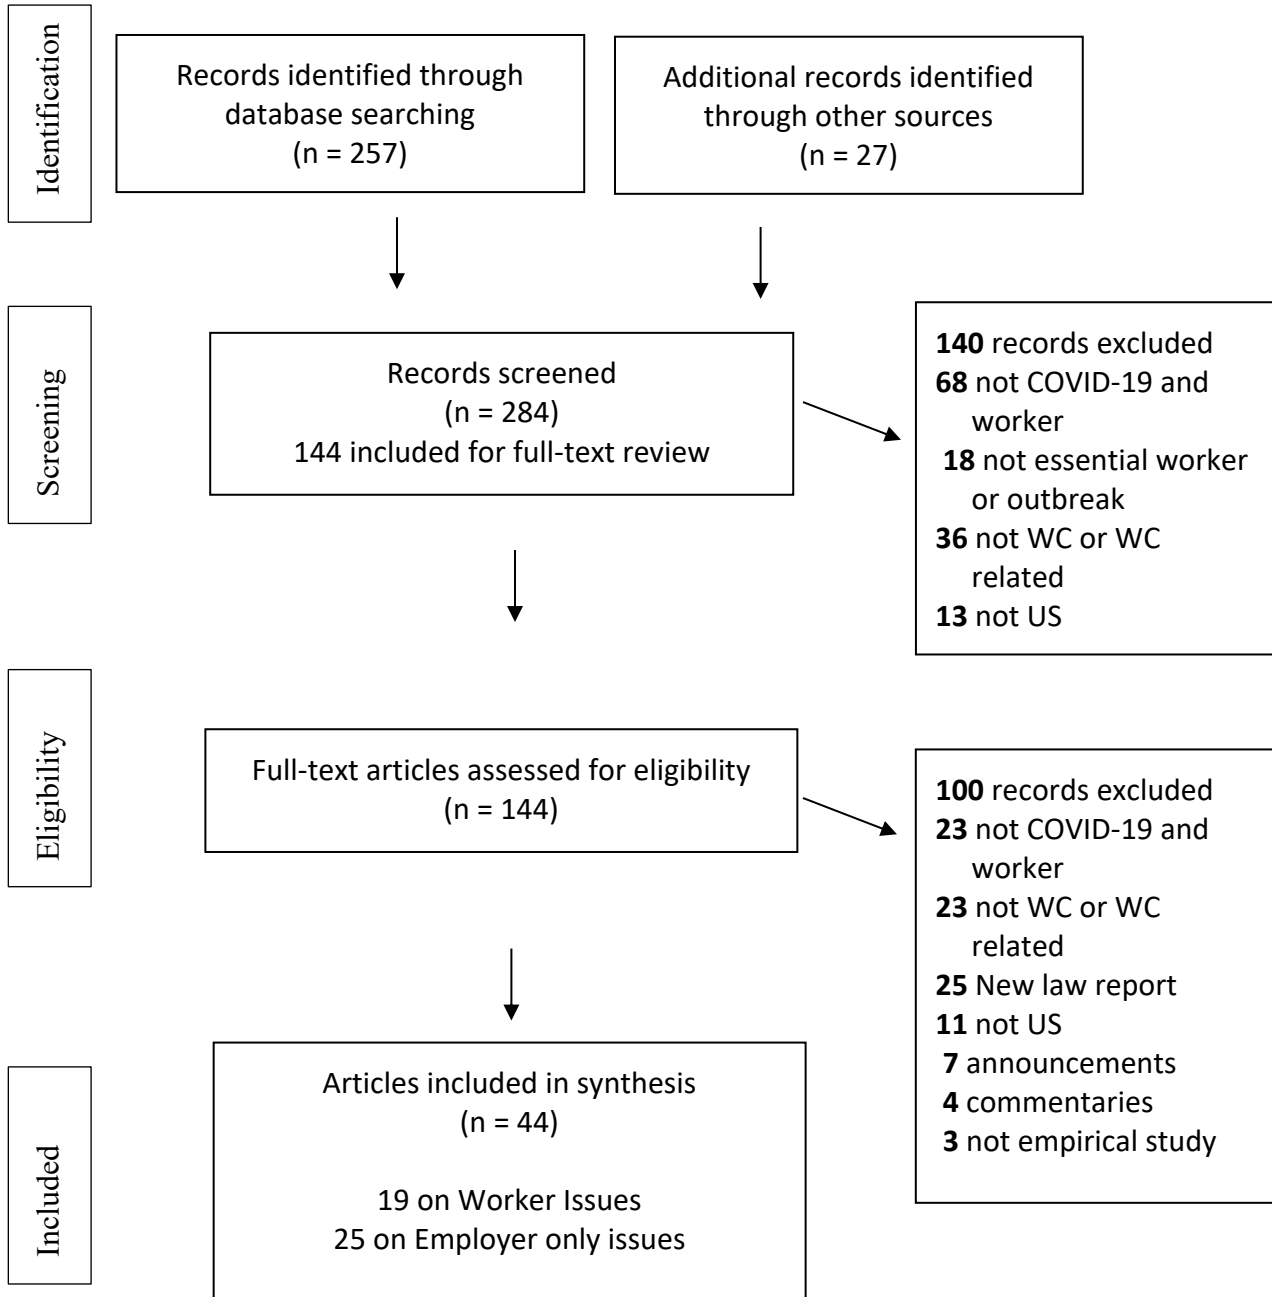 Identification
Records identified through
database searching
(n = 257)
Additional records identified
through other sources
(n = 27)
Screening
Records screened
(n = 284)
144 included for full-text review
140 records excluded
68 not COVID-19 and
worker
18 not essential worker
or outbreak
36 not WC or WC
related
13 not US
Eligibility
Full-text articles assessed for eligibility
(n = 144)
100 records excluded
23 not COVID-19 and
worker
23 not WC or WC
related
25 New law report
11 not US
7 announcements
4 commentaries
3 not empirical study
Included
Articles included in synthesis
(n = 44)
19 on Worker Issues
25 on Employer only issues